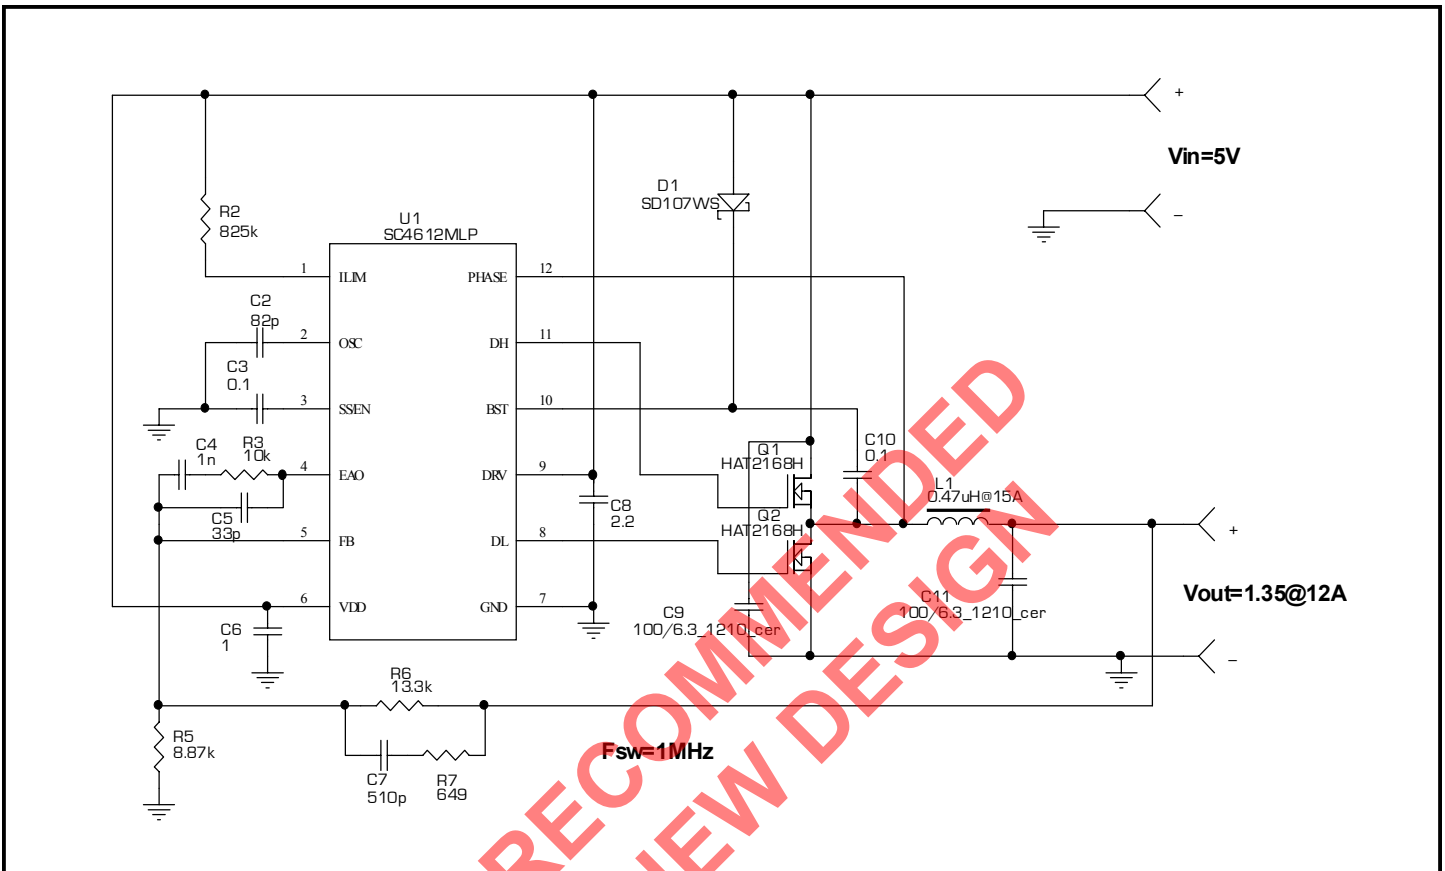 +
Vin=5V
–
D1
SD107WS
R2
825k
U1
SC4612MLP
1
ILIM
PHASE
12
C2
82p
2
OSC
DH
11
C3
0.1
3
SSEN
BST
10
C4
1n
R3
10k
4
EAO
DRV
9
C5
33p
5
FB
DL
8
C6
1
6
VDD
GND
7
C8
2.2
Q1
HAT2168H
Q2
HAT2168H
C10
0.1
L1
0.47uH@15A
C9
100/6.3_1210_cer
C11
100/6.3_1210_cer
+
Vout=1.35@12A
–
R6
13.3k
R5
8.87k
C7
510p
R7
649
Fsw=1MHz
RECOMMENDED
NEW DESIGN